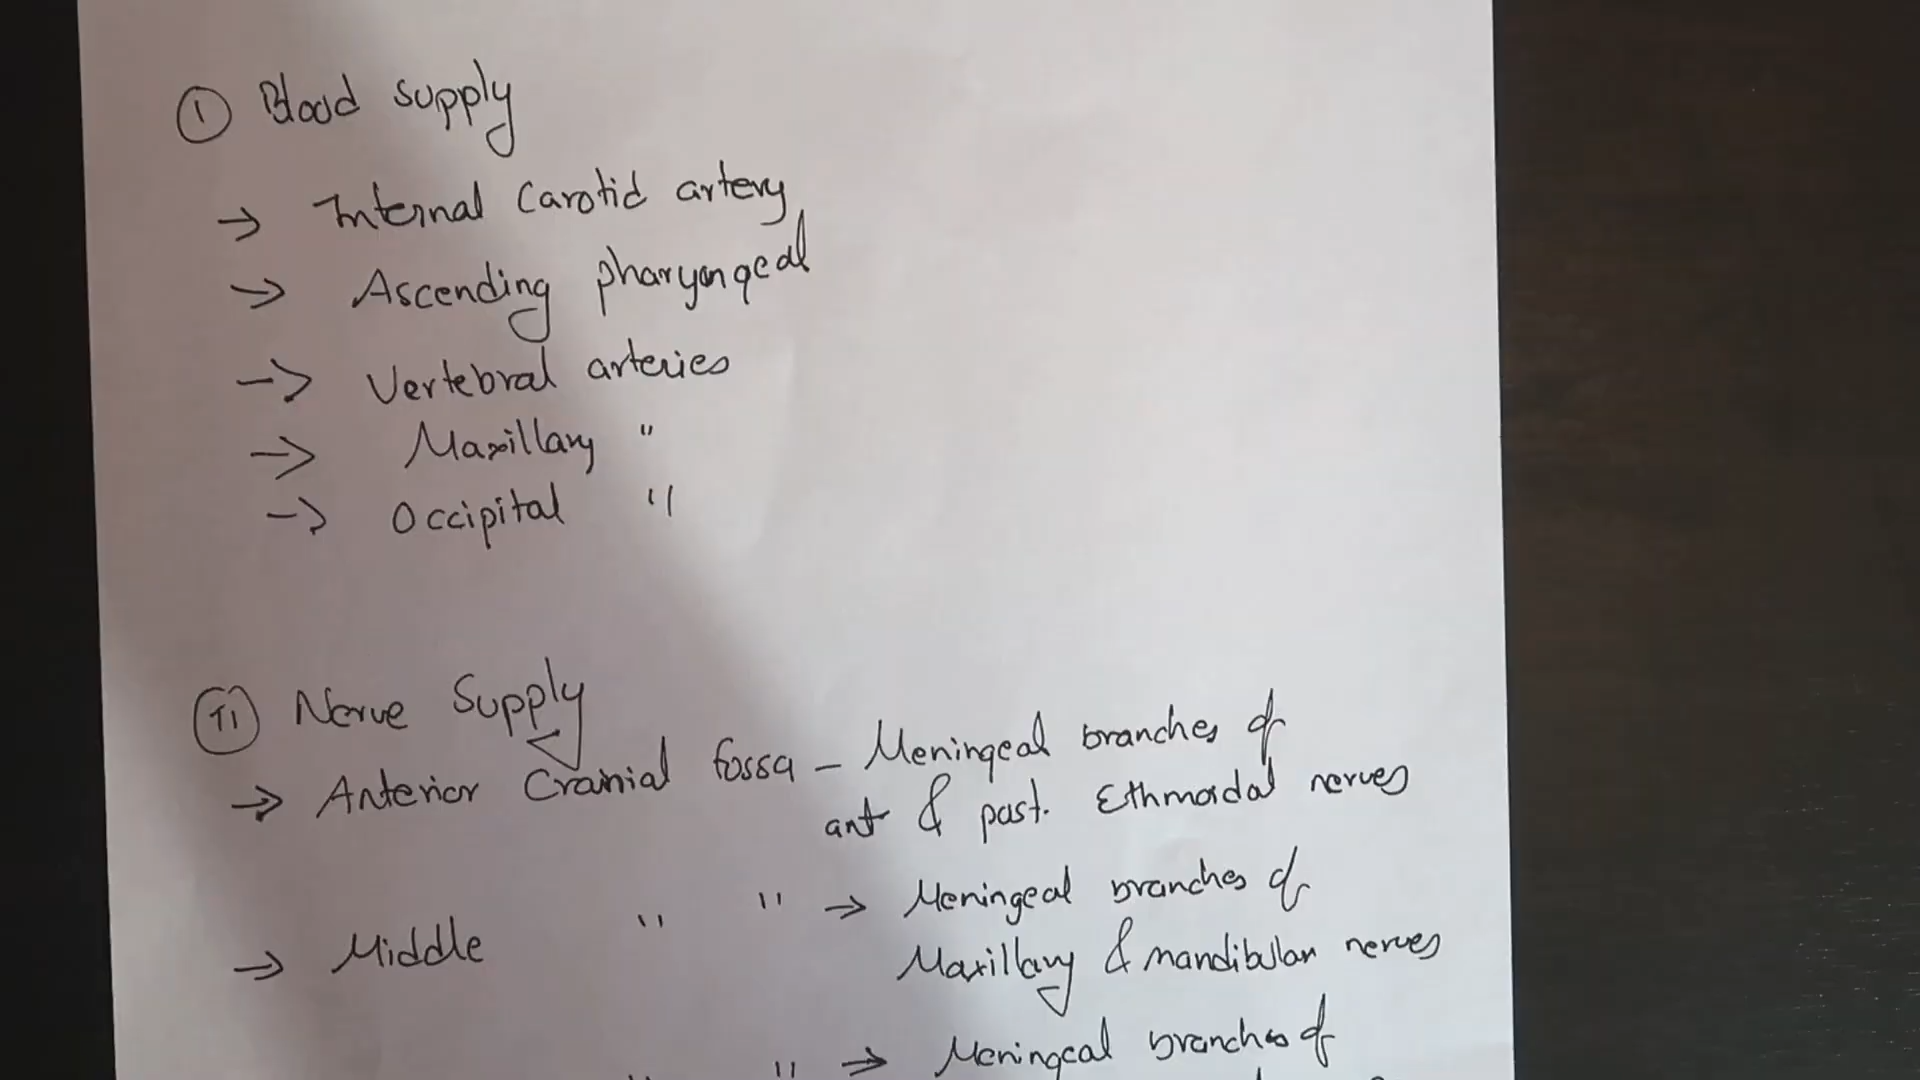 ① Blood supply
→ Internal Carotid artery
→ Ascending pharyngeal
→ Vertebral arteries
→ Maxillary "
→ Occipital "
ii Nerve Supply
→ Anterior Cranial fossa - Meningeal branches of
ant & post. Ethmoidal nerves
→ Middle " " → Meningeal branches of
Maxillary & mandibular nerves
" " → Meningeal branches of